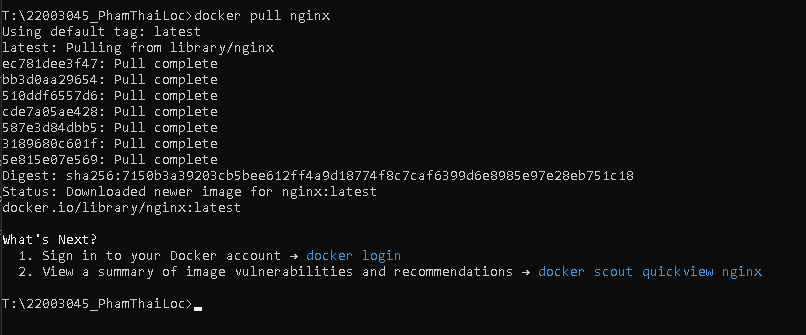 T:\22003045_PhamThaiLoc>docker pull nginx
Using default tag: latest
latest: Pulling from library/nginx
ec781dee3f47: Pull complete
bb3d0aa29654: Pull complete
510ddf6557d6: Pull complete
cde7a05ae428: Pull complete
587e3d84dbb5: Pull complete
3189680c601f: Pull complete
5e815e07e569: Pull complete
Digest: sha256:7150b3a39203cb5bee612ff4a9d18774f8c7caf6399d6e8985e97e28eb751c18
Status: Downloaded newer image for nginx:latest
docker.io/library/nginx:latest
What's Next?
1. Sign in to your Docker account → docker login
2. View a summary of image vulnerabilities and recommendations → docker scout quickview nginx
T:\22003045_PhamThaiLoc>